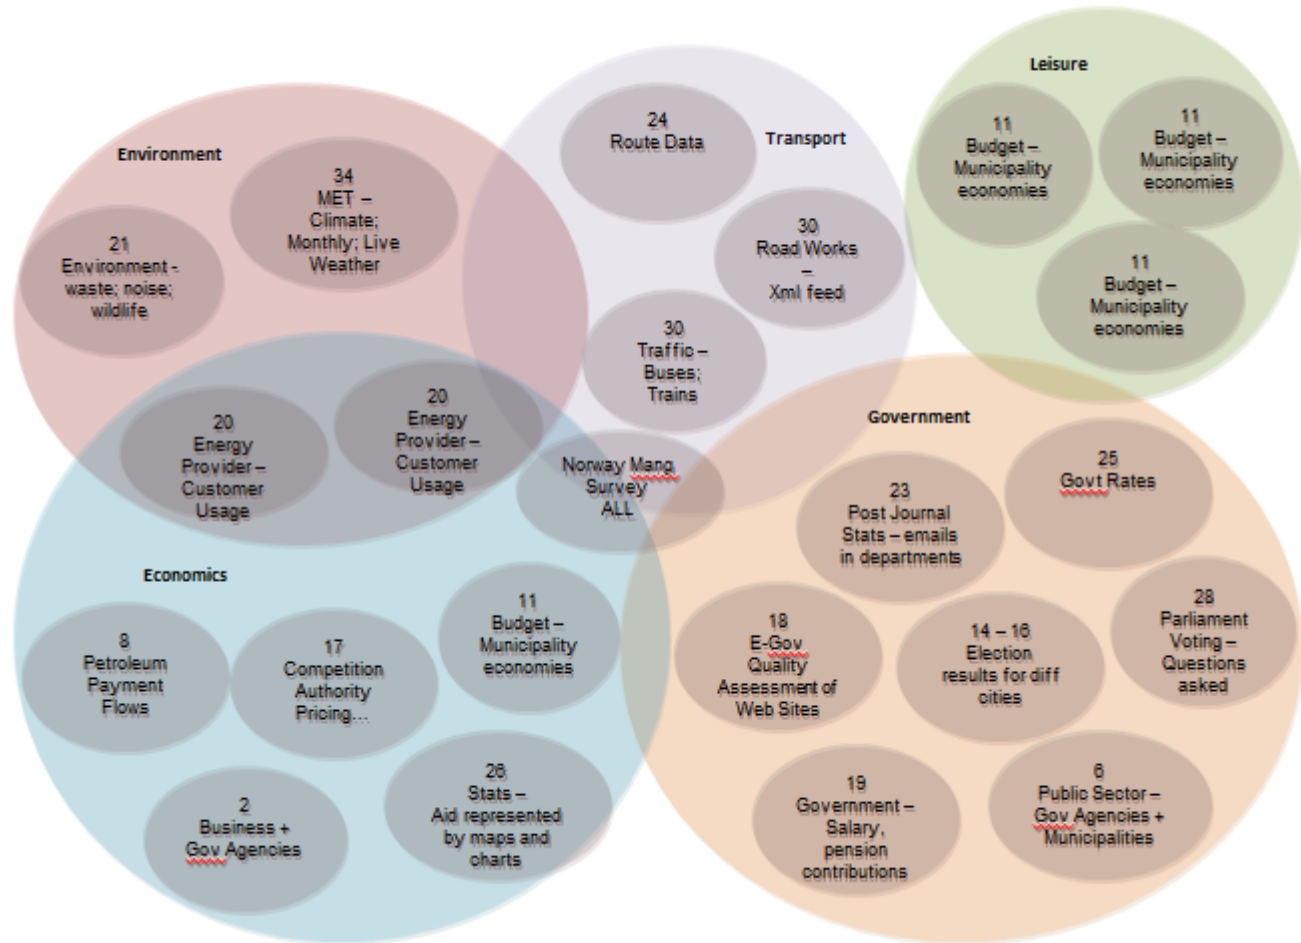 Leisure
11
Budget –
Municipality
economies
11
Budget –
Municipality
economies
11
Budget –
Municipality
economies
Transport
24
Route Data
30
Road Works
–
Xml feed
30
Traffic –
Buses;
Trains
Environment
34
MET –
Climate;
Monthly; Live
Weather
21
Environment -
waste; noise;
wildlife
20
Energy
Provider –
Customer
Usage
20
Energy
Provider –
Customer
Usage
Norway Mang
Survey
ALL
Economics
8
Petroleum
Payment
Flows
17
Competition
Authority
Pricing…
11
Budget –
Municipality
economies
2
Business +
Gov Agencies
26
Stats –
Aid represented
by maps and
charts
Government
25
Govt Rates
23
Post Journal
Stats – emails
in departments
28
Parliament
Voting –
Questions
asked
18
E-Gov
Quality
Assessment of
Web Sites
14 – 16
Election
results for diff
cities
19
Government –
Salary,
pension
contributions
6
Public Sector –
Gov Agencies +
Municipalities